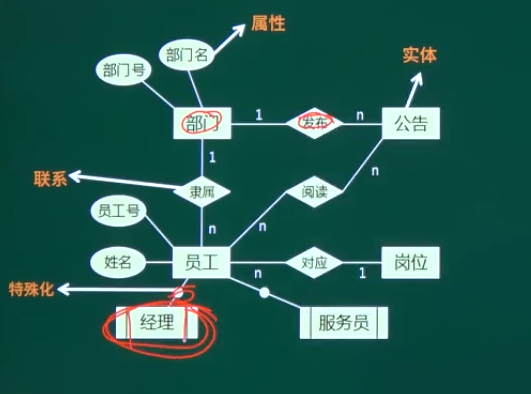 属性
部门名
部门号
实体
部门
1
发布
n
公告
1
n
联系
隶属
阅读
员工号
n
n
姓名
员工
n
对应
1
岗位
特殊化
经理
服务员